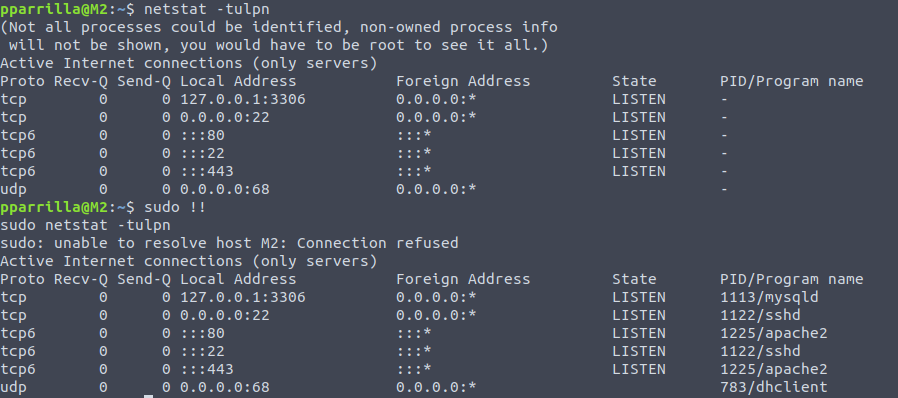 pparrilla@M2:~$ netstat -tulpn
(Not all processes could be identified, non-owned process info
 will not be shown, you would have to be root to see it all.)
Active Internet connections (only servers)
Proto Recv-Q Send-Q Local Address           Foreign Address         State       PID/Program name
tcp        0      0 127.0.0.1:3306          0.0.0.0:*               LISTEN      -
tcp        0      0 0.0.0.0:22              0.0.0.0:*               LISTEN      -
tcp6       0      0 :::80                   :::*                    LISTEN      -
tcp6       0      0 :::22                   :::*                    LISTEN      -
tcp6       0      0 :::443                  :::*                    LISTEN      -
udp        0      0 0.0.0.0:68              0.0.0.0:*                           -
pparrilla@M2:~$ sudo !!
sudo netstat -tulpn
sudo: unable to resolve host M2: Connection refused
Active Internet connections (only servers)
Proto Recv-Q Send-Q Local Address           Foreign Address         State       PID/Program name
tcp        0      0 127.0.0.1:3306          0.0.0.0:*               LISTEN      1113/mysqld
tcp        0      0 0.0.0.0:22              0.0.0.0:*               LISTEN      1122/sshd
tcp6       0      0 :::80                   :::*                    LISTEN      1225/apache2
tcp6       0      0 :::22                   :::*                    LISTEN      1122/sshd
tcp6       0      0 :::443                  :::*                    LISTEN      1225/apache2
udp        0      0 0.0.0.0:68              0.0.0.0:*                           783/dhclient